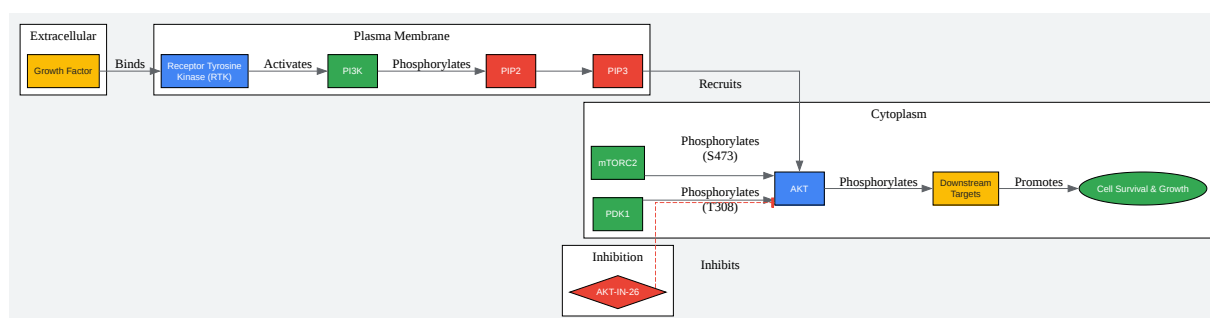 Extracellular
Growth Factor
Binds
Plasma Membrane
Receptor Tyrosine
Kinase (RTK)
Activates
PI3K
Phosphorylates
PIP2
PIP3
Recruits
Cytoplasm
mTORC2
Phosphorylates
(S473)
PDK1
Phosphorylates
(T308)
AKT
Phosphorylates
Downstream
Targets
Promotes
Cell Survival & Growth
Inhibition
AKT-IN-26
Inhibits